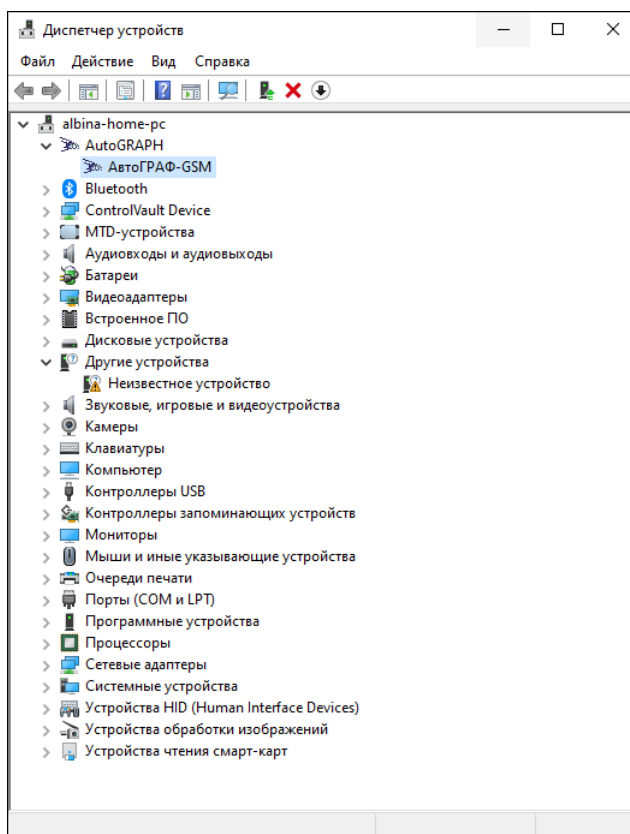 Диспетчер устройств
Файл Действие Вид Справка
albina-home-pc
AutoGRAPH
АвтоГРАФ-GSM
Bluetooth
ControlVault Device
MTD-устройства
Аудиовходы и аудиовыходы
Батареи
Видеоадаптеры
Встроенное ПО
Дисковые устройства
Другие устройства
Неизвестное устройство
Звуковые, игровые и видеоустройства
Камеры
Клавиатуры
Компьютер
Контроллеры USB
Контроллеры запоминающих устройств
Мониторы
Мыши и иные указывающие устройства
Очереди печати
Порты (COM и LPT)
Программные устройства
Процессоры
Сетевые адаптеры
Системные устройства
Устройства HID (Human Interface Devices)
Устройства обработки изображений
Устройства чтения смарт-карт